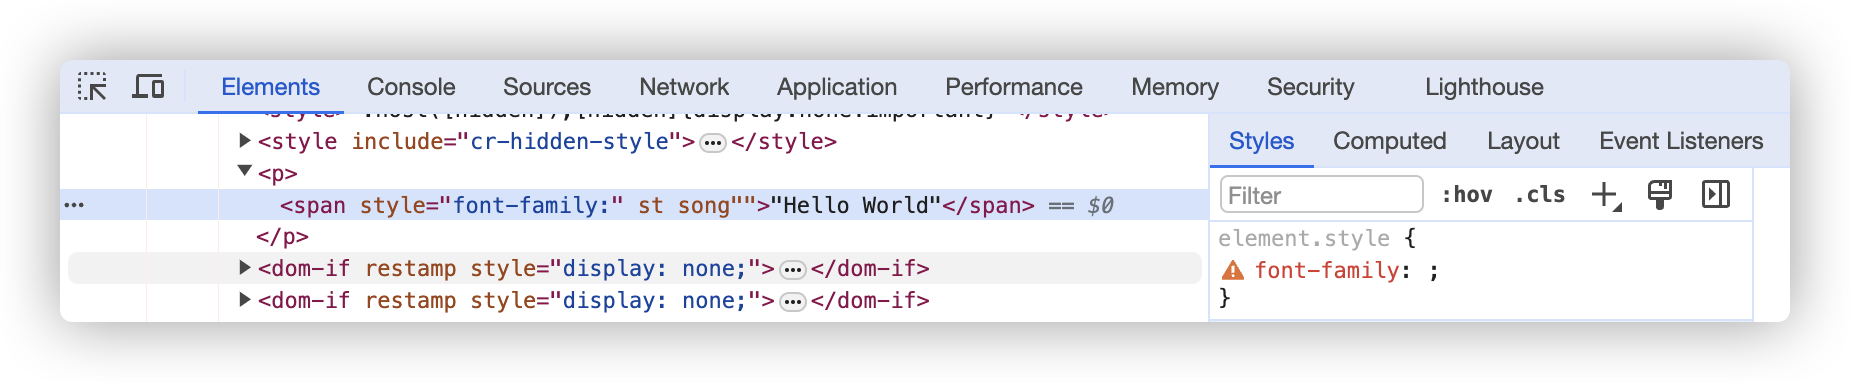 Elements Console Sources Network Application Performance Memory Security Lighthouse
<style include="cr-hidden-style">…</style>
<p>
<span style="font-family:" st song"">"Hello World"</span> == $0
</p>
<dom-if restamp style="display: none;">…</dom-if>
<dom-if restamp style="display: none;">…</dom-if>
Styles Computed Layout Event Listeners
Filter :hov .cls
element.style {
font-family: ;
}